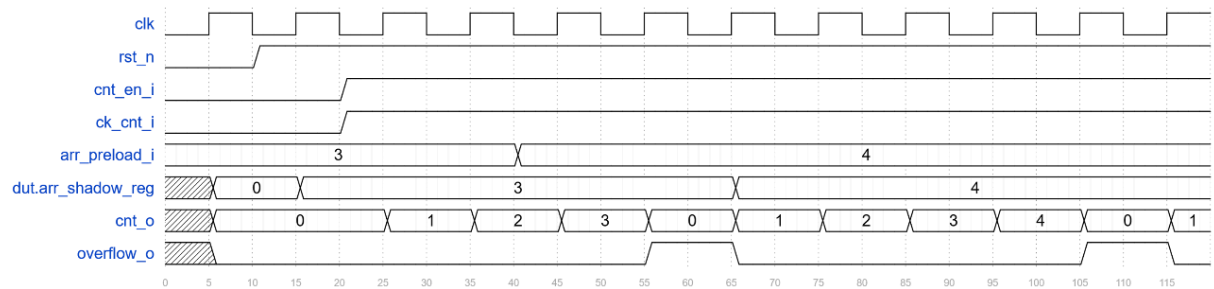 clk
rst_n
cnt_en_i
ck_cnt_i
arr_preload_i 3 4
dut.arr_shadow_reg 0 3 4
cnt_o 0 1 2 3 0 1 2 3 4 0 1
overflow_o
0 5 10 15 20 25 30 35 40 45 50 55 60 65 70 75 80 85 90 95 100 105 110 115